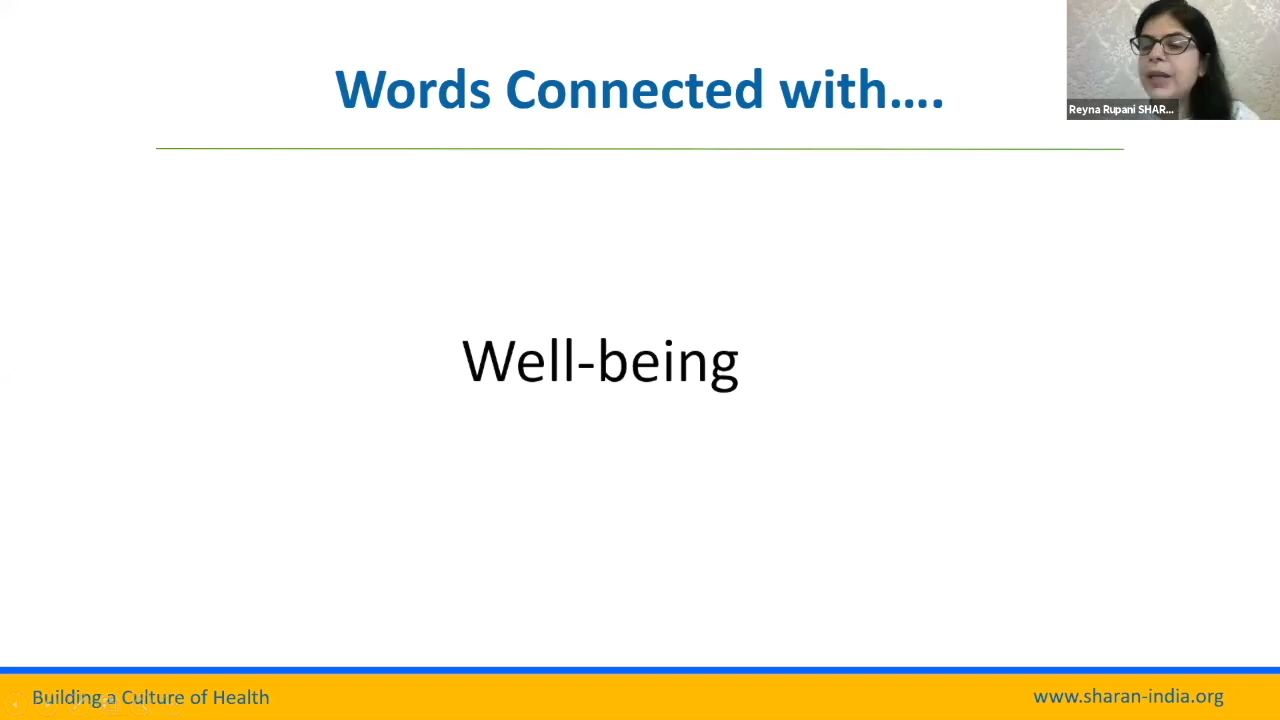 Words Connected with….
Reyna Rupani SHAR...
Well-being
Building a Culture of Health
www.sharan-india.org